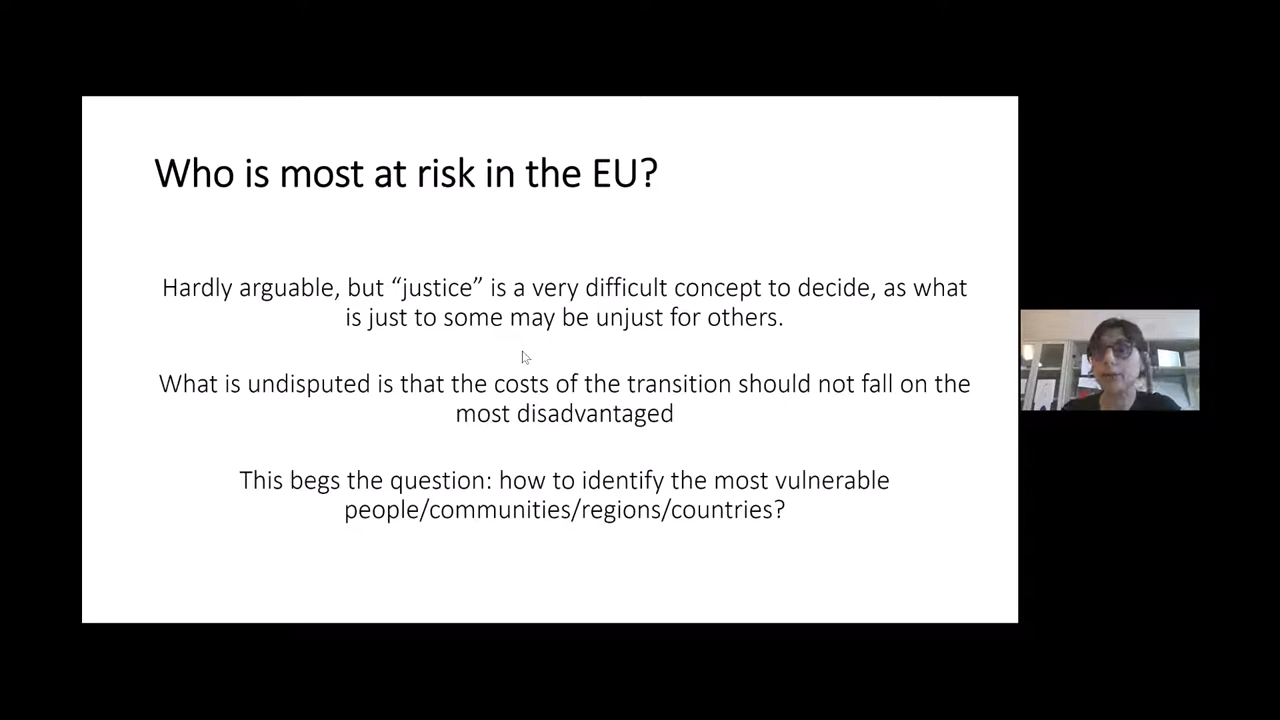 Who is most at risk in the EU?
Hardly arguable, but “justice” is a very difficult concept to decide, as what
is just to some may be unjust for others.
What is undisputed is that the costs of the transition should not fall on the
most disadvantaged
This begs the question: how to identify the most vulnerable
people/communities/regions/countries?